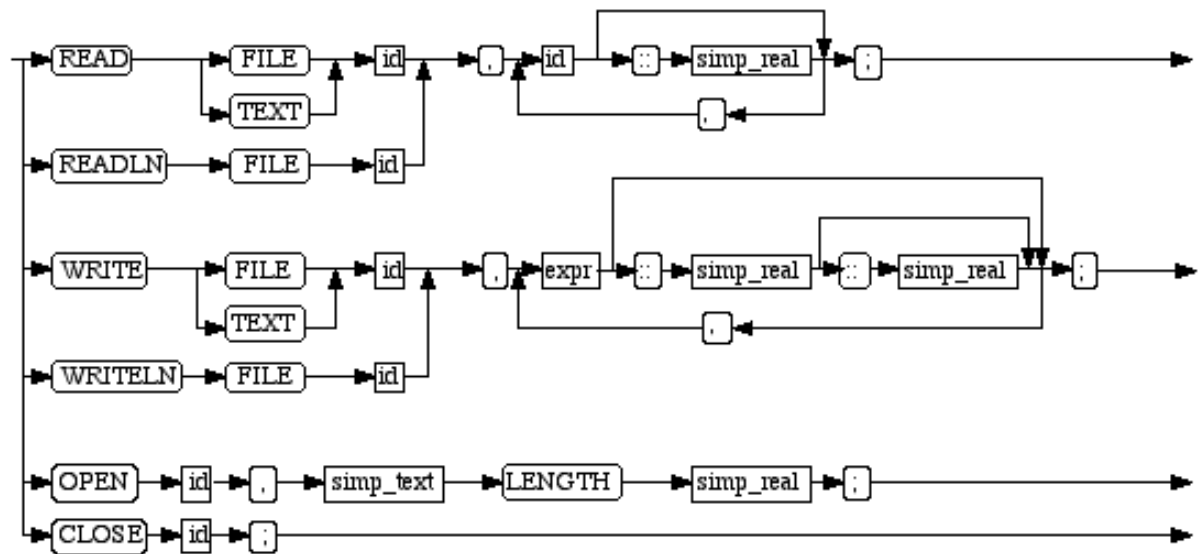 READ FILE id , id :: simp_real ;
TEXT ,
READLN FILE id
WRITE FILE id , expr :: simp_real :: simp_real ;
TEXT ,
WRITELN FILE id
OPEN id , simp_text LENGTH simp_real ;
CLOSE id ;